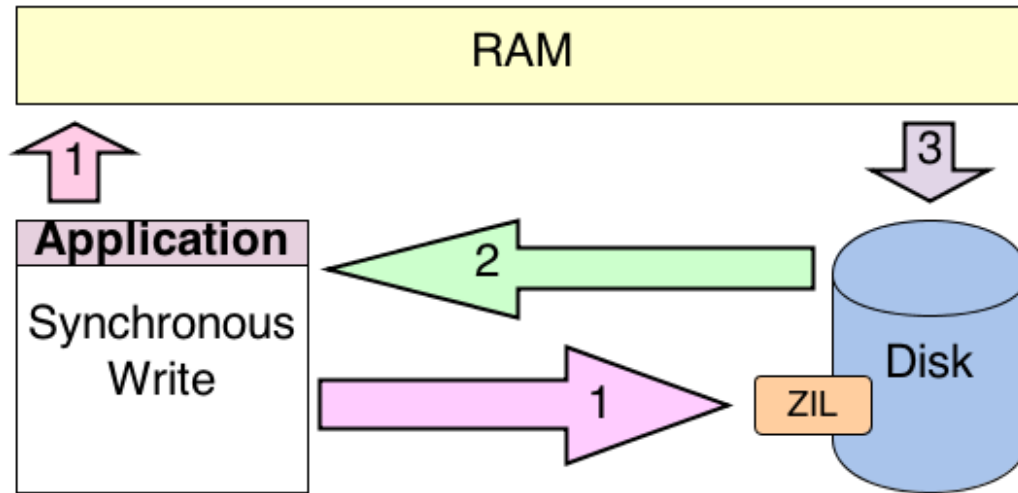 RAM
1
3
Application
2
Synchronous
Write
Disk
1
ZIL